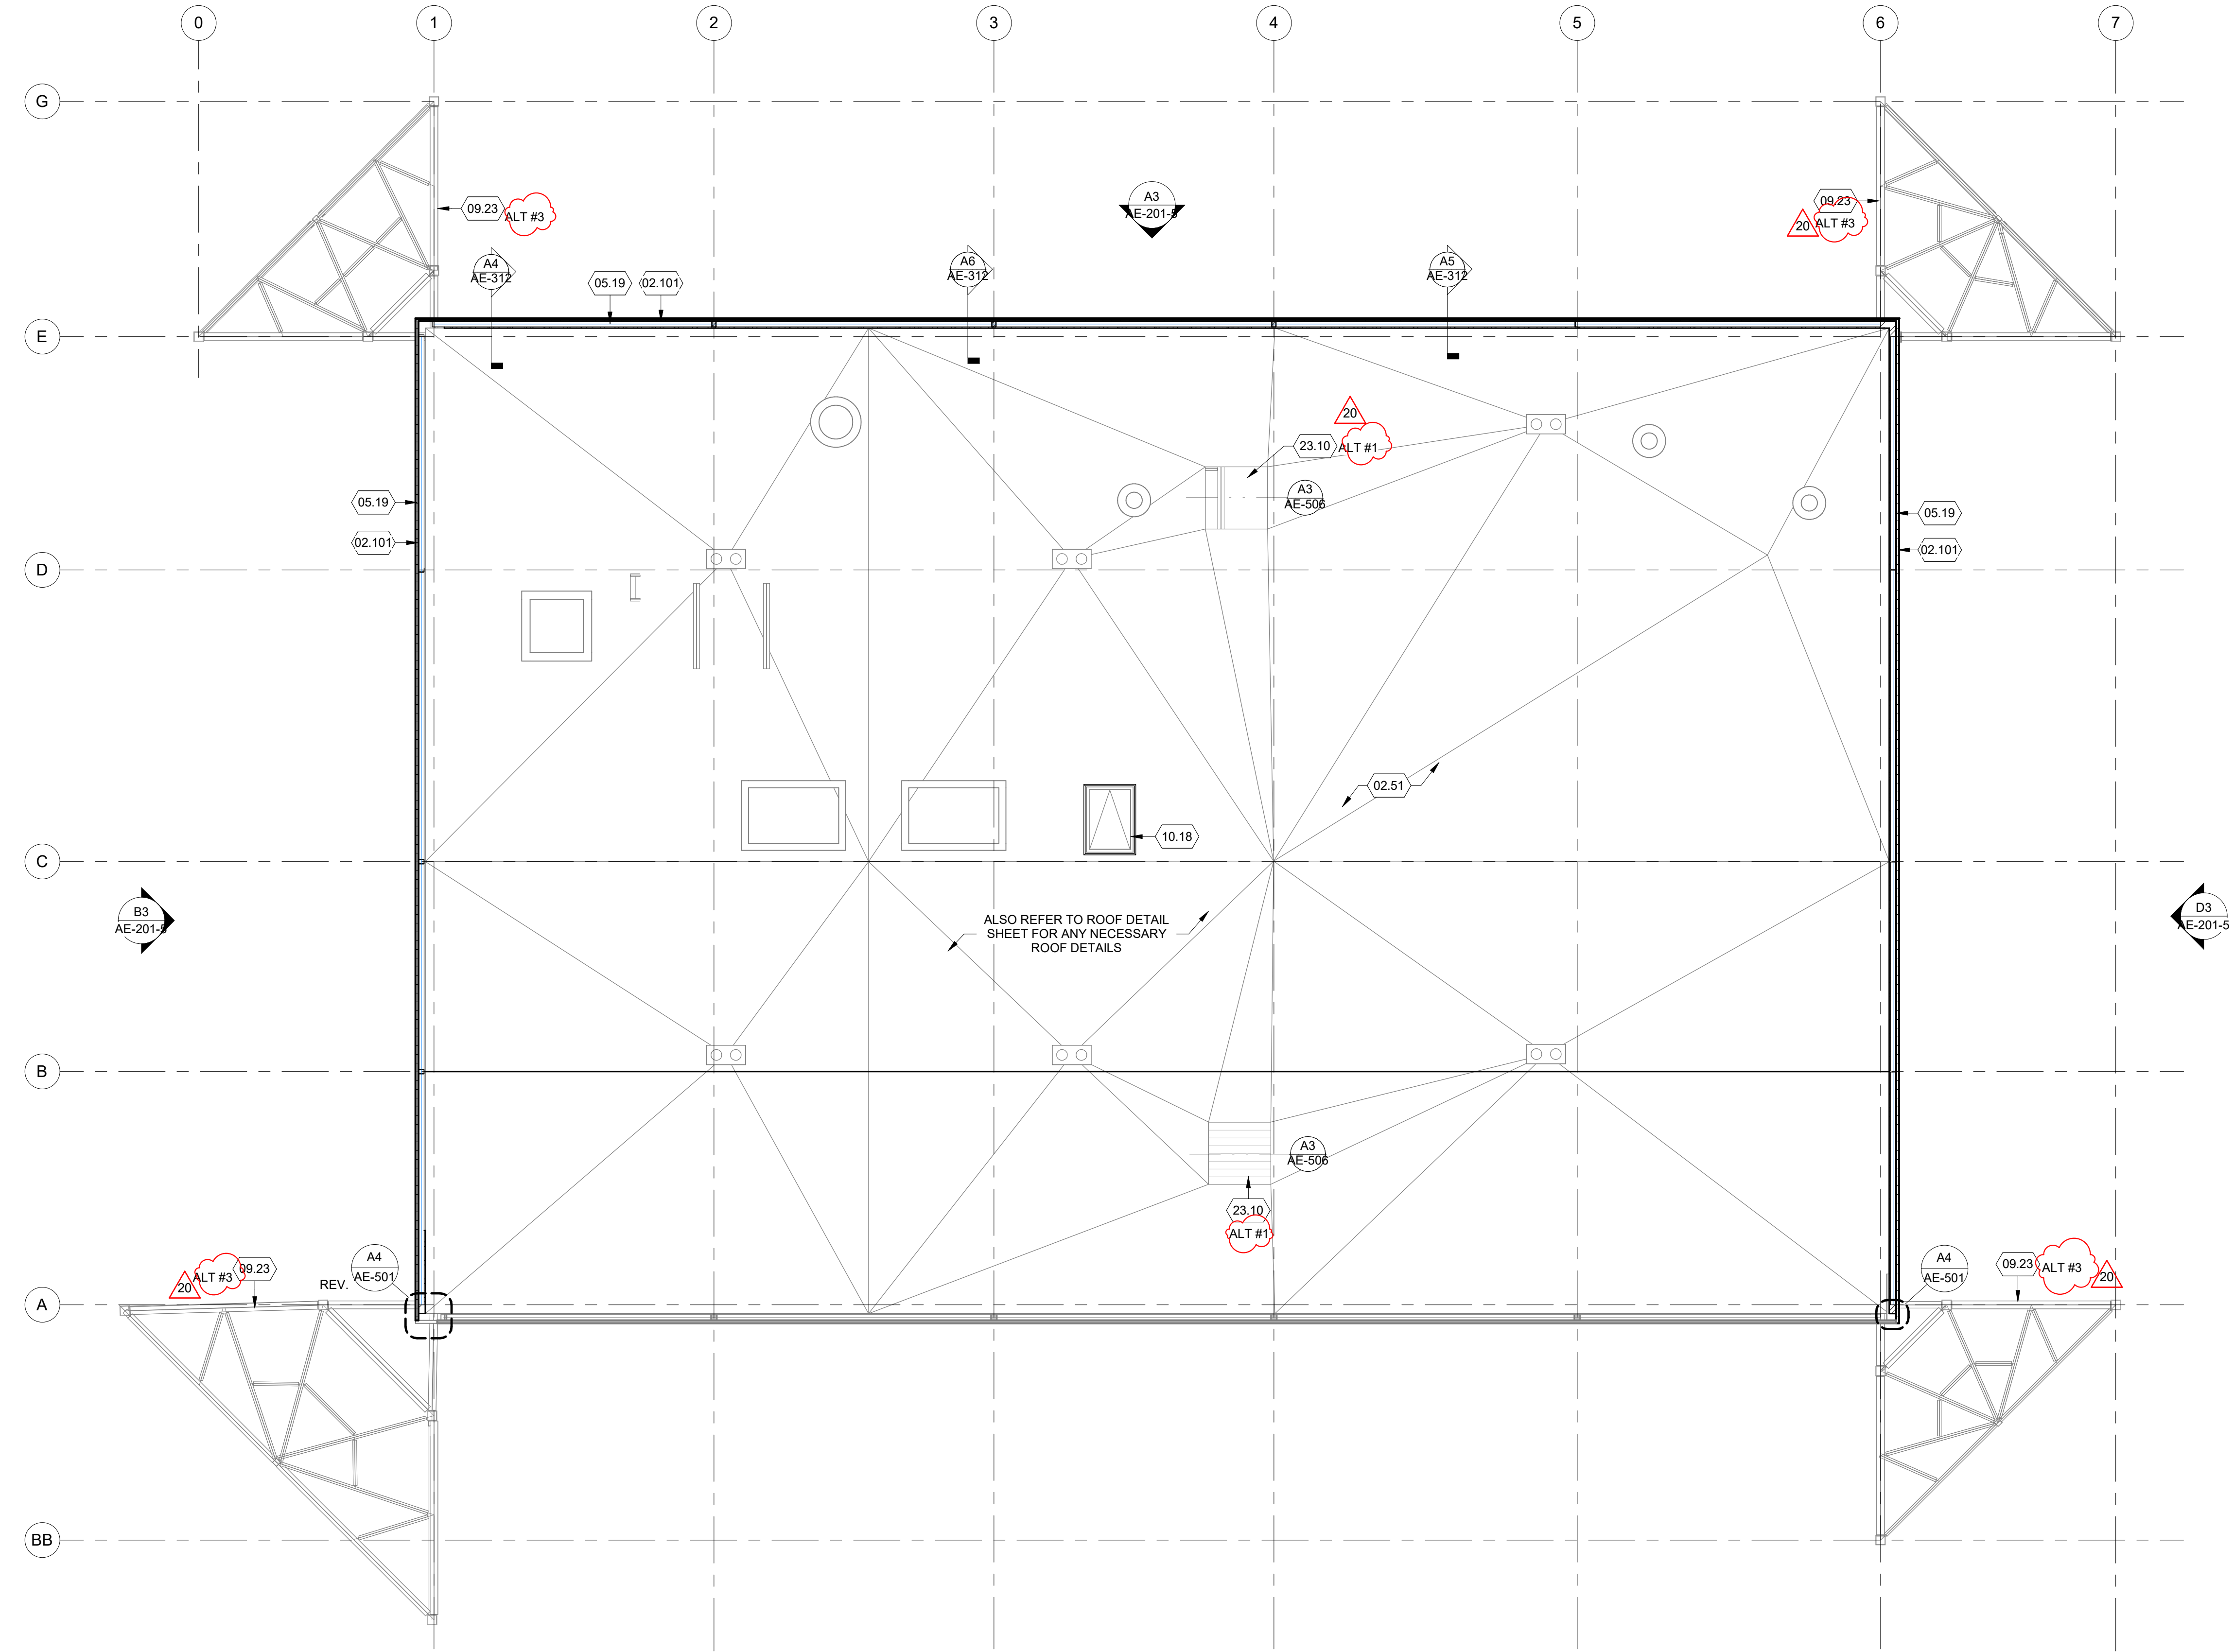 0
1
2
3
4
5
6
7
G
09.23
ALT #3
A3
AE-201-5
09.23
20
ALT #3
A4
AE-312
05.19
02.101
A6
AE-312
A5
AE-312
E
20
23.10
ALT #1
A3
AE-506
05.19
02.101
05.19
02.101
D
02.51
10.18
C
B3
AE-201-5
ALSO REFER TO ROOF DETAIL
SHEET FOR ANY NECESSARY
ROOF DETAILS
D3
AE-201-5
B
A3
AE-506
23.10
ALT #1
20
ALT #3
09.23
REV.
A4
AE-501
A4
AE-501
09.23
ALT #3
20
A
BB